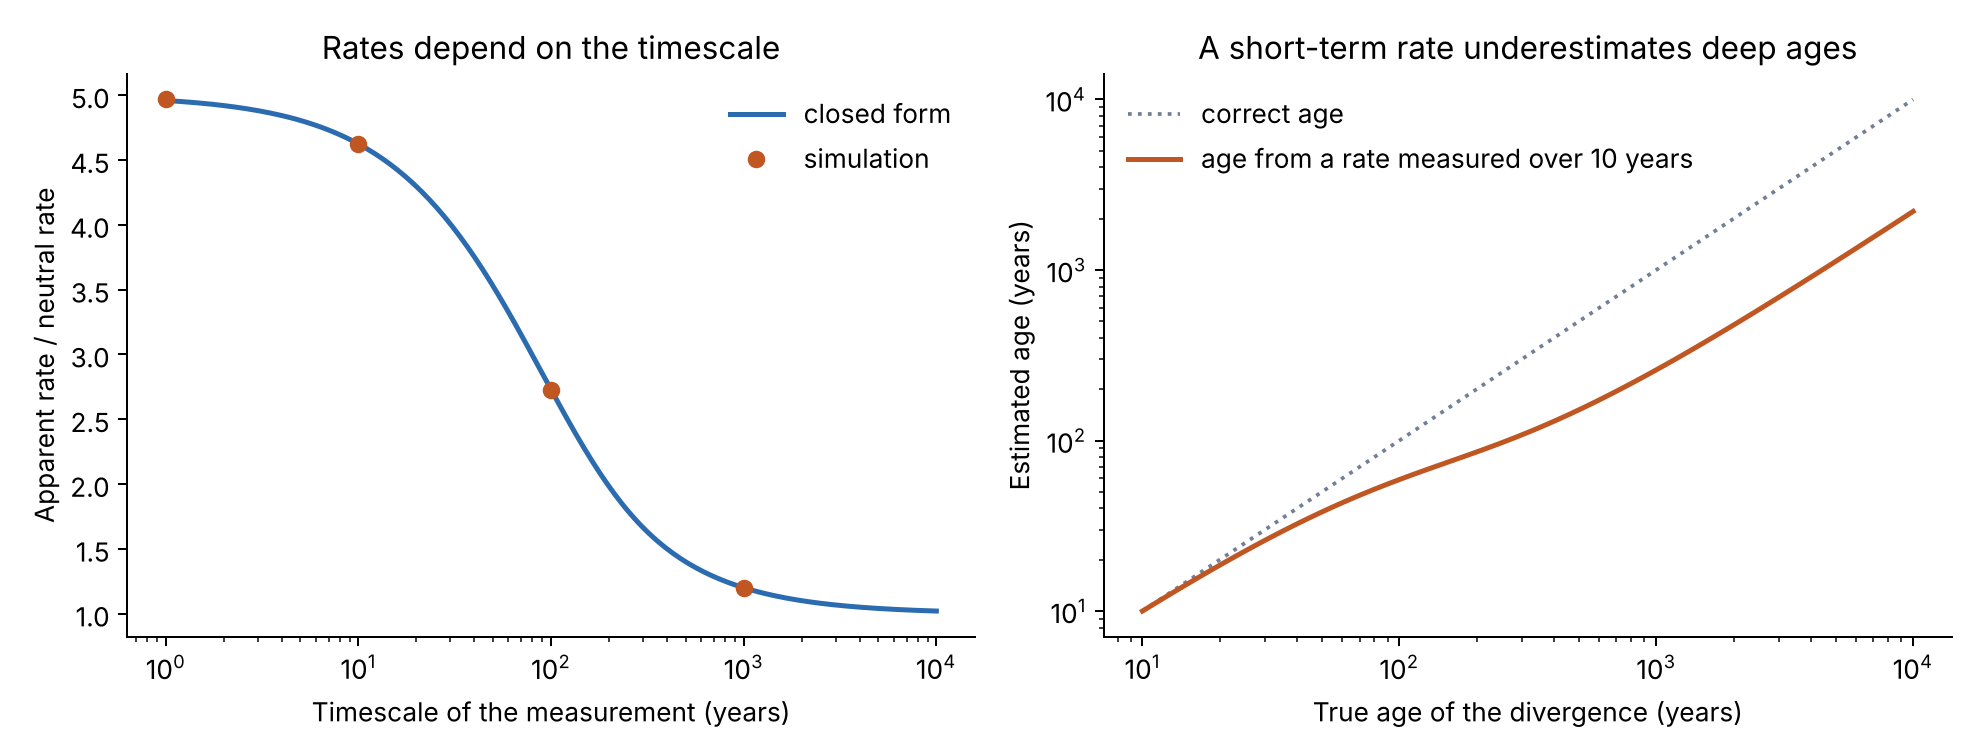 Rates depend on the timescale
closed form
simulation
Apparent rate / neutral rate
5.0
4.5
4.0
3.5
3.0
2.5
2.0
1.5
1.0
10⁰
10¹
10²
10³
10⁴
Timescale of the measurement (years)
A short-term rate underestimates deep ages
correct age
age from a rate measured over 10 years
Estimated age (years)
10⁴
10³
10²
10¹
10¹
10²
10³
10⁴
True age of the divergence (years)